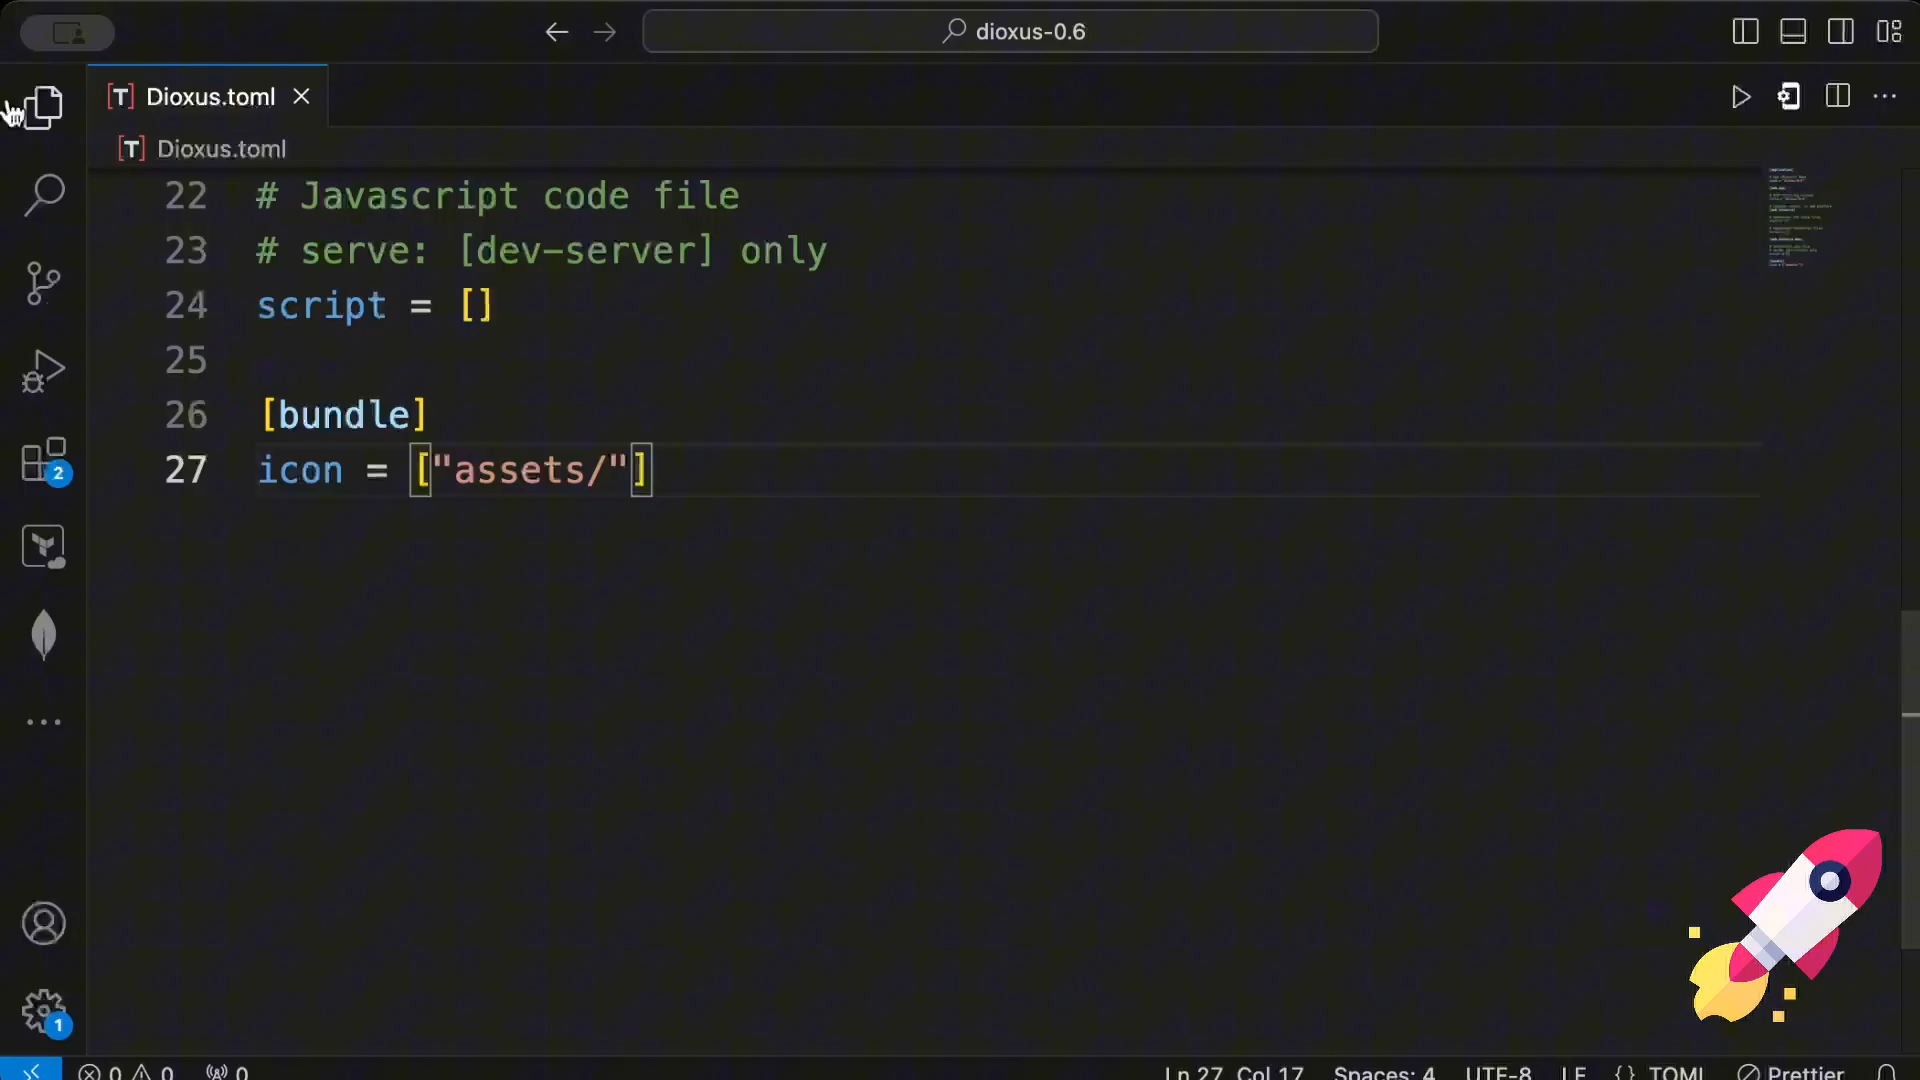 dioxus-0.6
Dioxus.toml
Dioxus.toml
22 # Javascript code file
23 # serve: [dev-server] only
24 script = []
25
26 [bundle]
27 icon = ["assets/"]
2
1
0 0 0 Ln 27, Col 17 Spaces: 4 UTF-8 LF {} TOML Prettier